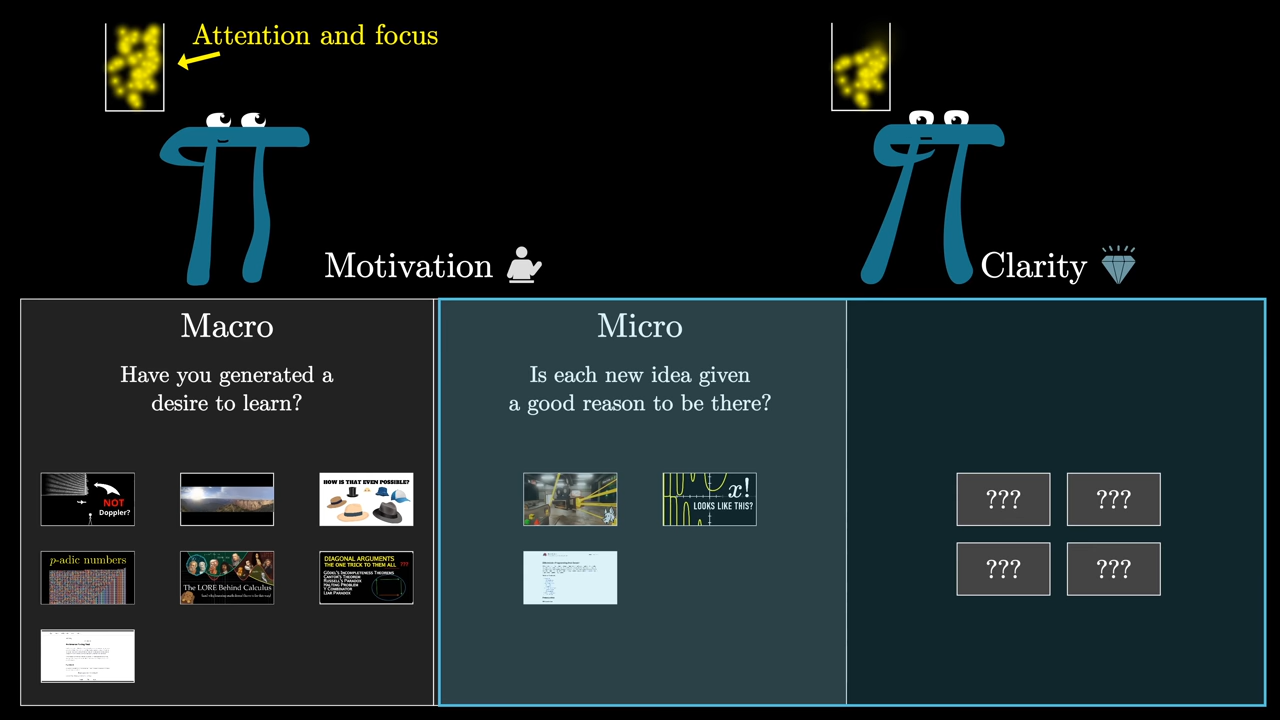 Attention and focus
Motivation
Clarity
Macro
Have you generated a
desire to learn?
Micro
Is each new idea given
a good reason to be there?
NOT
Doppler?
HOW IS THAT EVEN POSSIBLE?
x!
LOOKS LIKE THIS?
??? ???
p-adic numbers
The LORE Behind Calculus
DIAGONAL ARGUMENTS
THE ONE TRICK TO THEM ALL ???
GÖDEL'S INCOMPLETENESS THEOREMS
CANTOR'S THEOREM
RUSSELL'S PARADOX
HALTING PROBLEM
Y COMBINATOR
LIAR PARADOX
??? ???